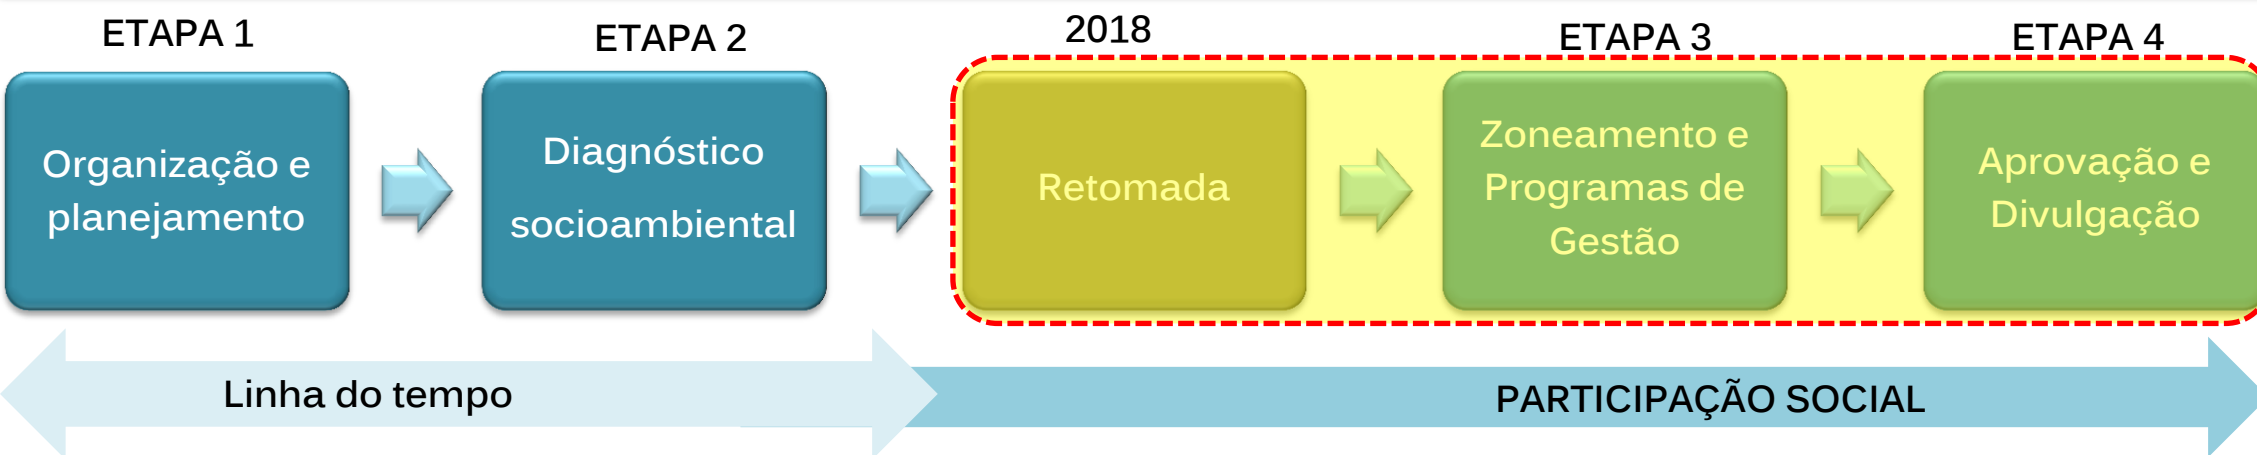 ETAPA 1
ETAPA 2
2018
ETAPA 3
ETAPA 4
Organização e
planejamento
Diagnóstico
socioambiental
Retomada
Zoneamento e
Programas de
Gestão
Aprovação e
Divulgação
Linha do tempo
PARTICIPAÇÃO SOCIAL